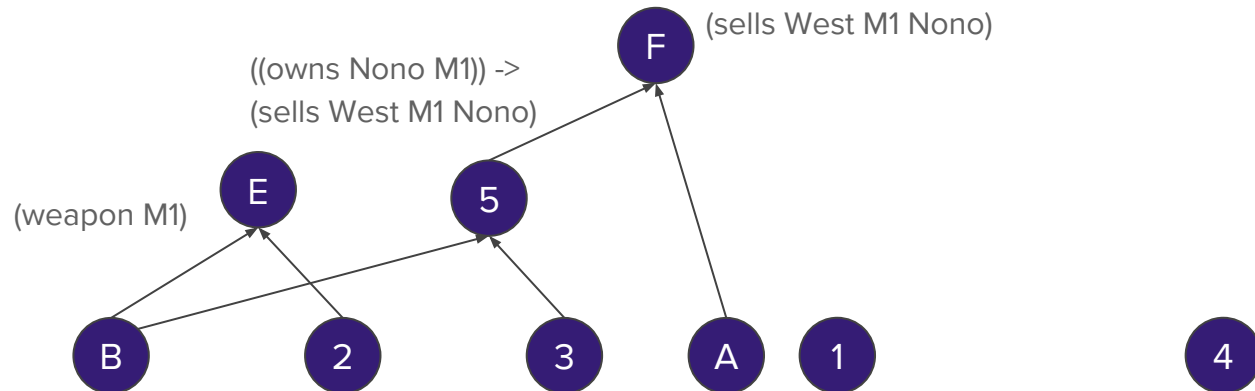 (sells West M1 Nono)
F
((owns Nono M1)) ->
(sells West M1 Nono)
E
5
(weapon M1)
B
2
3
A
1
4